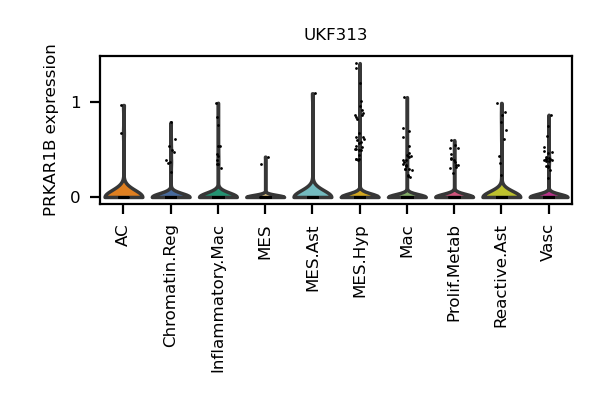 UKF313
PRKAR1B expression
1
0
AC
Chromatin.Reg
Inflammatory.Mac
MES
MES.Ast
MES.Hyp
Mac
Prolif.Metab
Reactive.Ast
Vasc